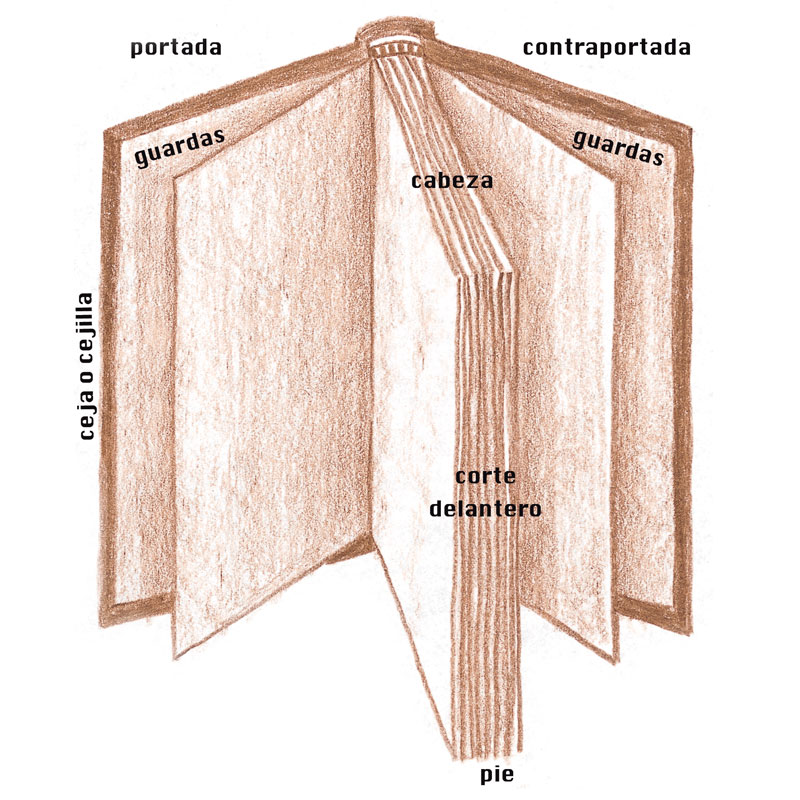 portada
contraportada
guardas
guardas
cabeza
ceja o cejilla
corte
delantero
pie